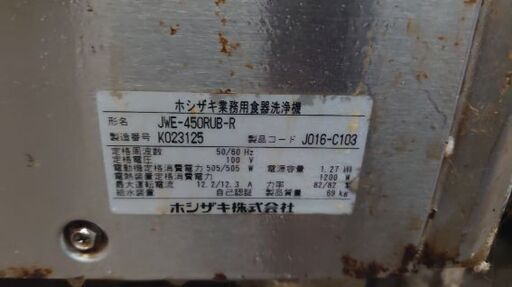 ホシザキ業務用食器洗浄機
形名 JWE-450RUB-R
製造番号 K023125 製品コード J016-C103
定格周波数 50/60 Hz
定格電圧 100 V
電動機定格消費電力 505/505 W 電源容量 1.27 kW
電熱装置定格消費電力 1200 W
最大運転電流 12.2/12.3 A 力率 82/82 %
給水装置 自己認証 製品質量 69 kg
ホシザキ株式会社